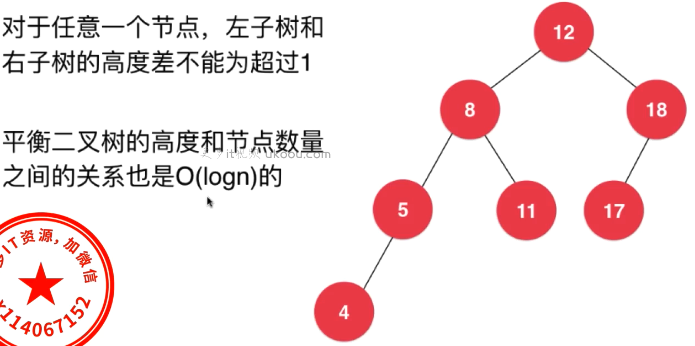 对于任意一个节点，左子树和
右子树的高度差不能为超过1
平衡二叉树的高度和节点数量
之间的关系也是O(logn)的
ukoou.com
12
8
18
5
11
17
4
IT资源,加微信
114067152